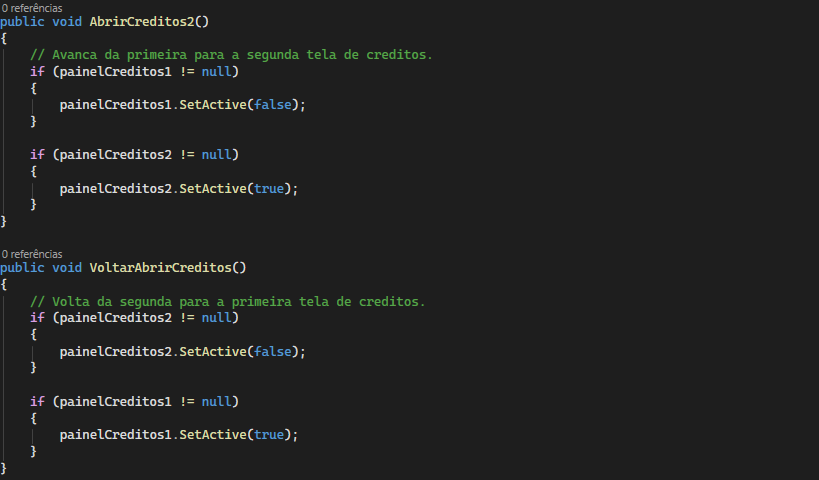 0 referências
public void AbrirCreditos2()
{
// Avanca da primeira para a segunda tela de creditos.
if (painelCreditos1 != null)
{
painelCreditos1.SetActive(false);
}
if (painelCreditos2 != null)
{
painelCreditos2.SetActive(true);
}
}
0 referências
public void VoltarAbrirCreditos()
{
// Volta da segunda para a primeira tela de creditos.
if (painelCreditos2 != null)
{
painelCreditos2.SetActive(false);
}
if (painelCreditos1 != null)
{
painelCreditos1.SetActive(true);
}
}